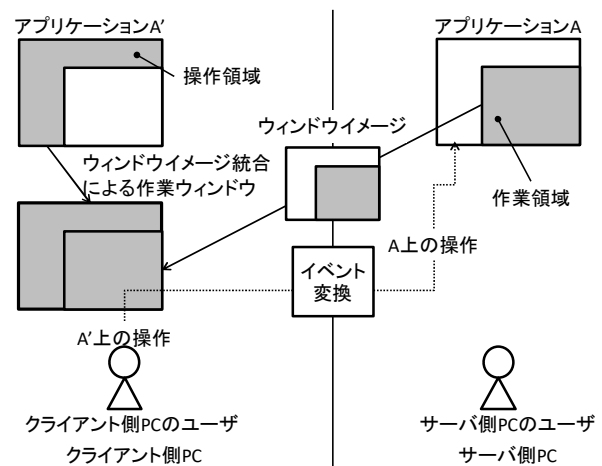 アプリケーションA'
アプリケーションA
操作領域
ウィンドウイメージ
ウィンドウイメージ統合
による作業ウィンドウ
作業領域
A上の操作
イベント
変換
A'上の操作
クライアント側PCのユーザ
サーバ側PCのユーザ
クライアント側PC
サーバ側PC